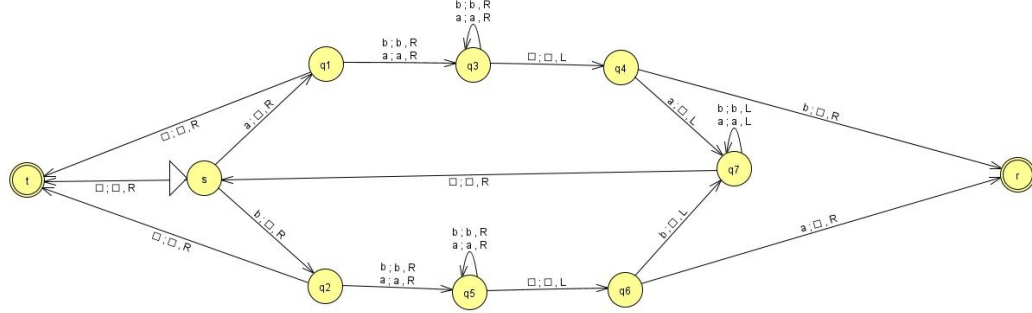 b ; b , R
a ; a , R
b ; b , R
a ; a , R
q1
q3
□ ; □ , L
q4
b ; □ , R
a ; □ , L
□ ; □ , R
a ; □ , R
b ; b , L
a ; a , L
q7
t
□ ; □ , R
s
□ ; □ , R
r
□ ; □ , R
b ; □ , R
b ; □ , L
a ; □ , R
b ; b , R
a ; a , R
b ; b , R
a ; a , R
q2
q5
□ ; □ , L
q6